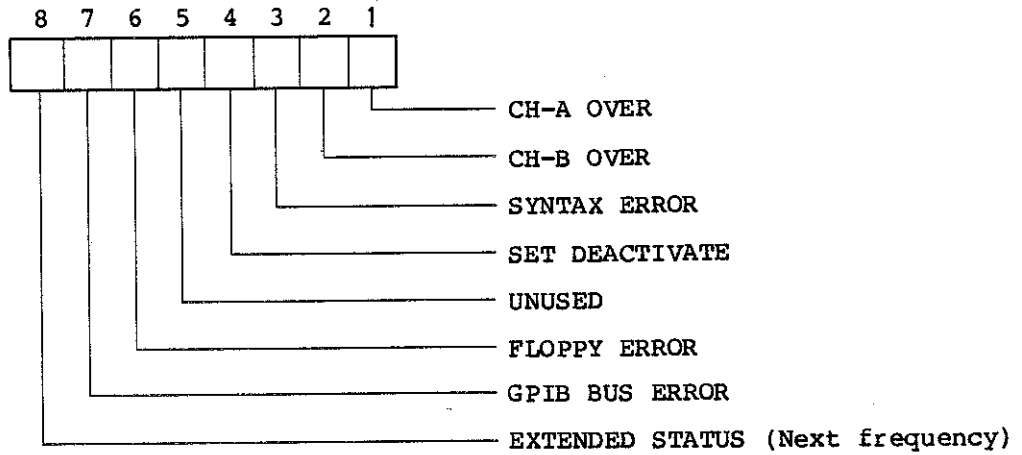 8 7 6 5 4 3 2 1
CH-A OVER
CH-B OVER
SYNTAX ERROR
SET DEACTIVATE
UNUSED
FLOPPY ERROR
GPIB BUS ERROR
EXTENDED STATUS (Next frequency)